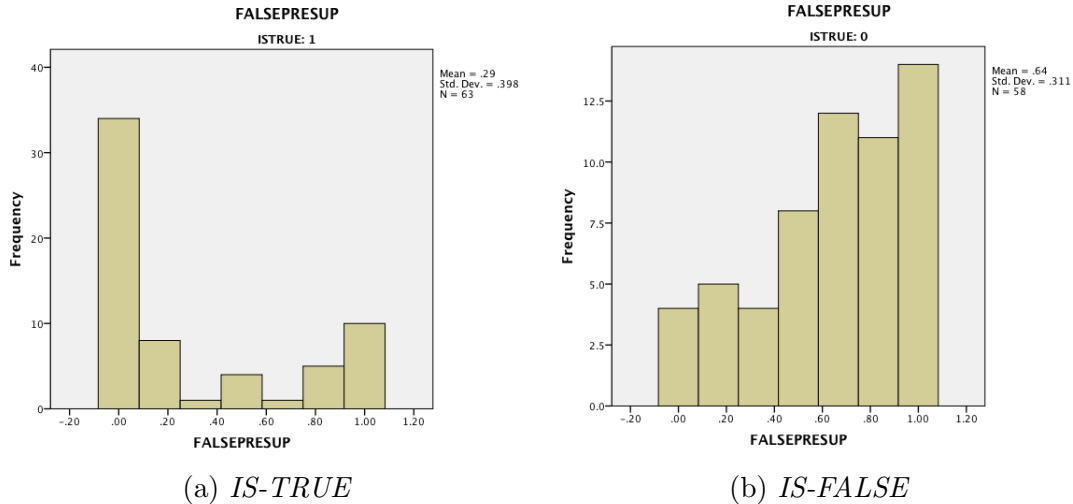 FALSEPRESUP
ISTRUE: 1
Mean = .29
Std. Dev. = .398
N = 63
40
30
20
10
0
Frequency
-.20 .00 .20 .40 .60 .80 1.00 1.20
FALSEPRESUP
(a) IS-TRUE
FALSEPRESUP
ISTRUE: 0
Mean = .64
Std. Dev. = .311
N = 58
12.5
10.0
7.5
5.0
2.5
0.0
Frequency
-.20 .00 .20 .40 .60 .80 1.00 1.20
FALSEPRESUP
(b) IS-FALSE